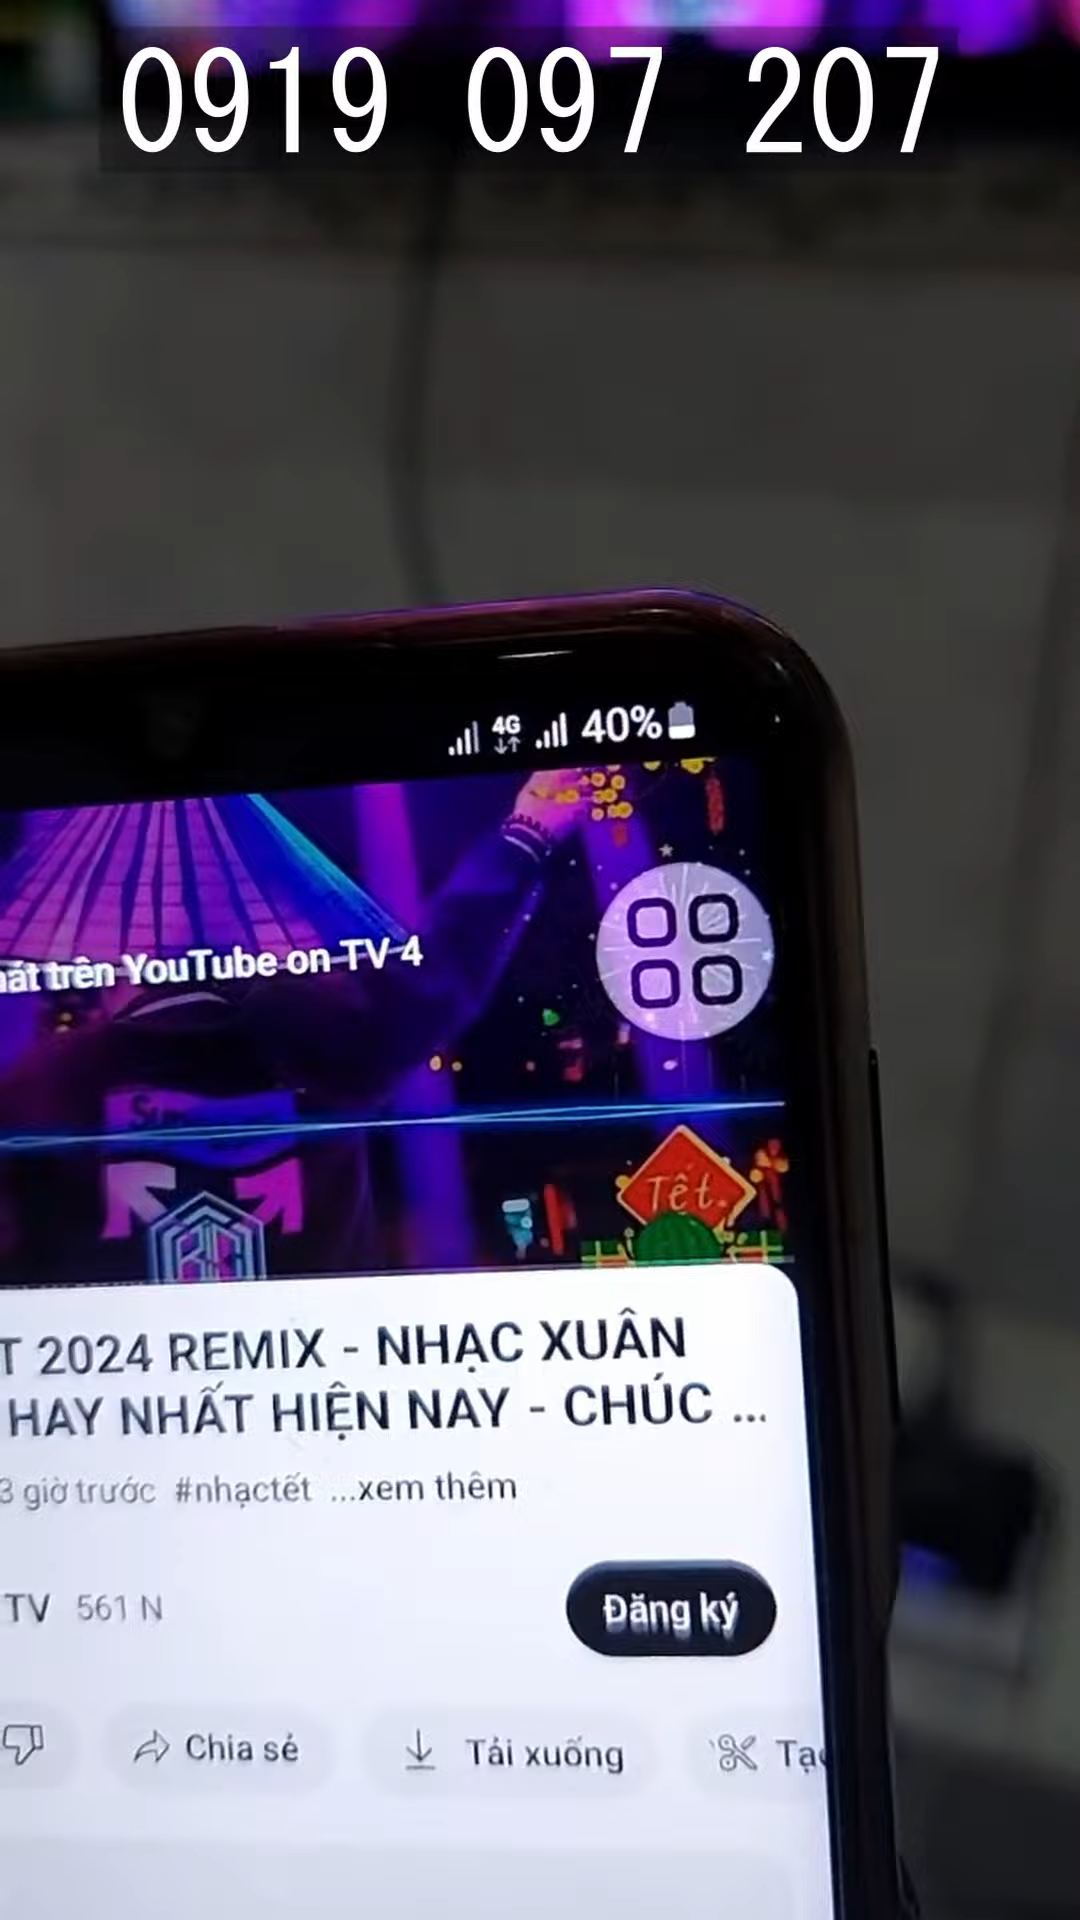 0919 097 207
4G 40%
hát trên YouTube on TV 4
Tết
T 2024 REMIX - NHẠC XUÂN
HAY NHẤT HIỆN NAY - CHÚC ...
3 giờ trước #nhạctết ...xem thêm
TV 561 N
Đăng ký
Chia sẻ
Tải xuống